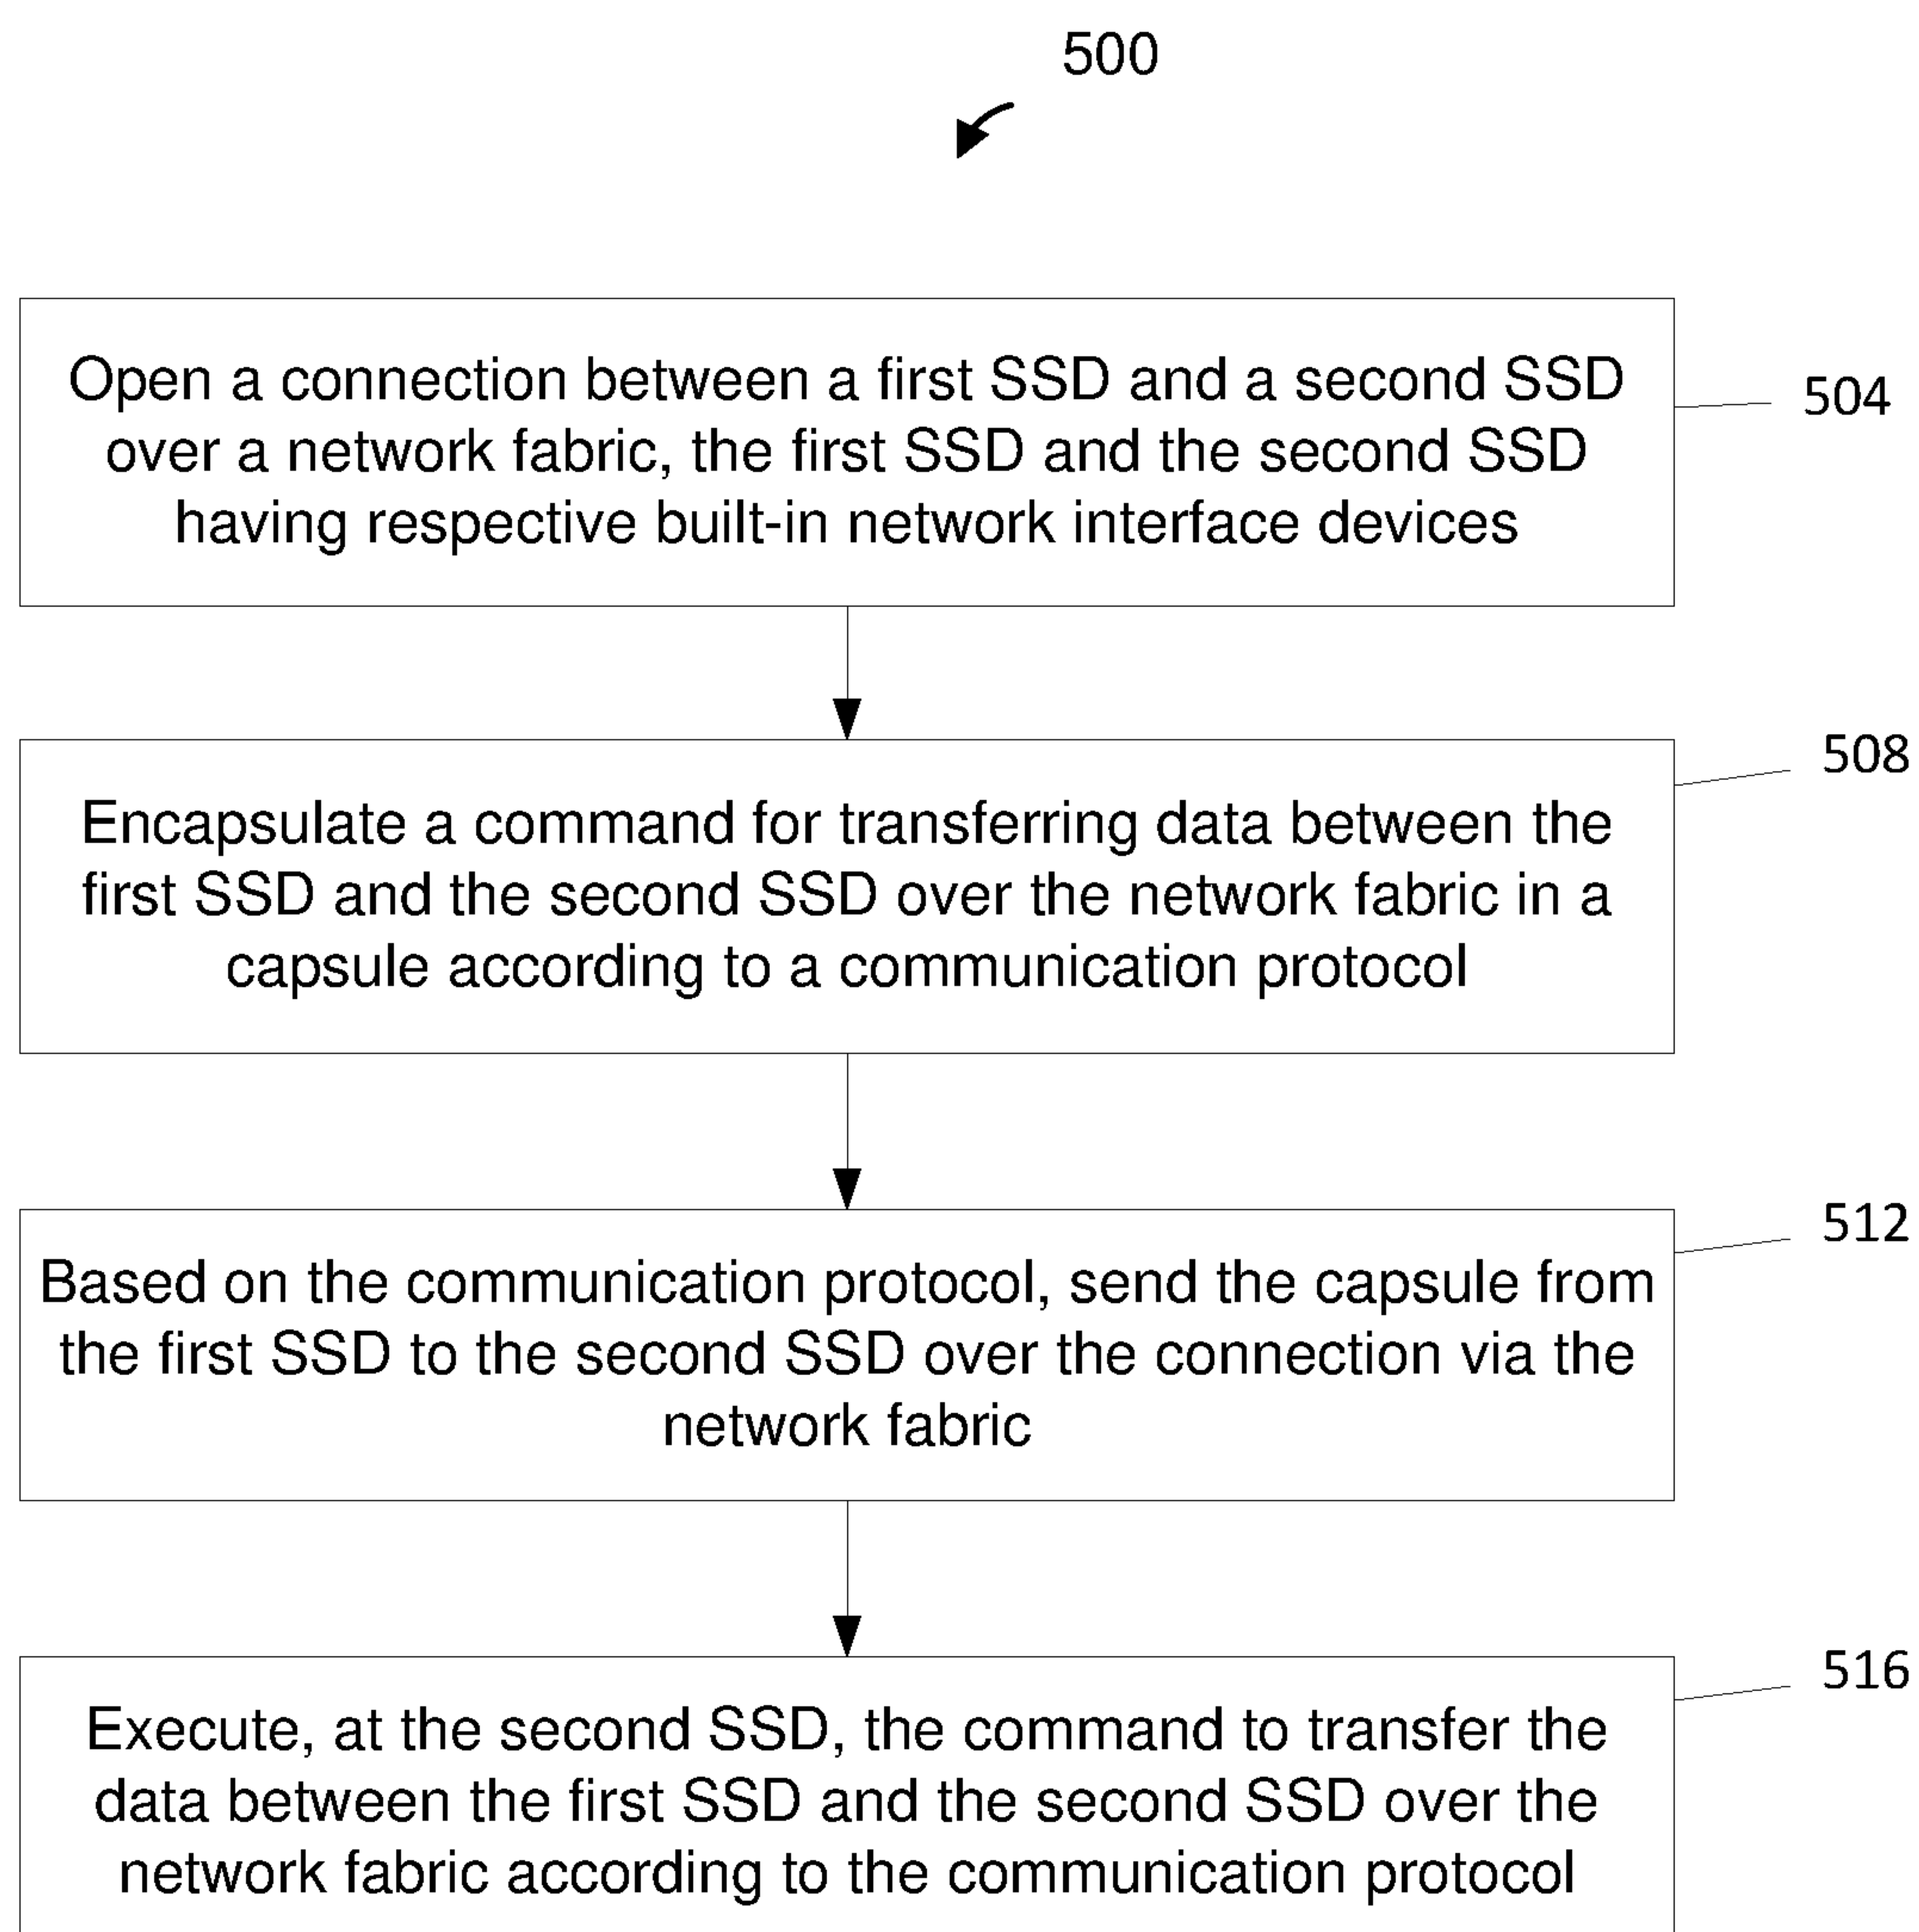 500
Open a connection between a first SSD and a second SSD
over a network fabric, the first SSD and the second SSD
having respective built-in network interface devices
504
Encapsulate a command for transferring data between the
first SSD and the second SSD over the network fabric in a
capsule according to a communication protocol
508
Based on the communication protocol, send the capsule from
the first SSD to the second SSD over the connection via the
network fabric
512
Execute, at the second SSD, the command to transfer the
data between the first SSD and the second SSD over the
network fabric according to the communication protocol
516